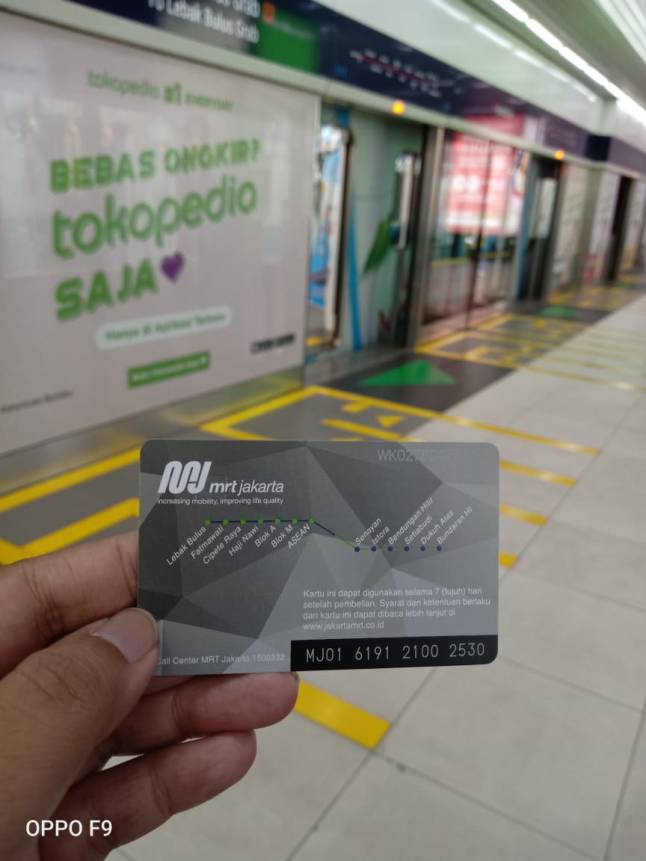 To Lebak Bulus Grab
tokopedia
BEBAS ONGKIR?
tokopedia
SAJA
WK02
mrt jakarta
increasing mobility, improving life quality
Lebak Bulus
Fatmawati
Cipete Raya
Haji Nawi
Blok A
Blok M
ASEAN
Senayan
Istora
Bendungan Hilir
Setiabudi
Dukuh Atas
Bundaran HI
Kartu ini dapat digunakan selama 7 (tujuh) hari
setelah pembelian. Syarat dan ketentuan berlaku
dari kartu ini dapat dibaca lebih lanjut di
www.jakartamrt.co.id
Call Center MRT Jakarta 1500332
MJ01 6191 2100 2530
OPPO F9